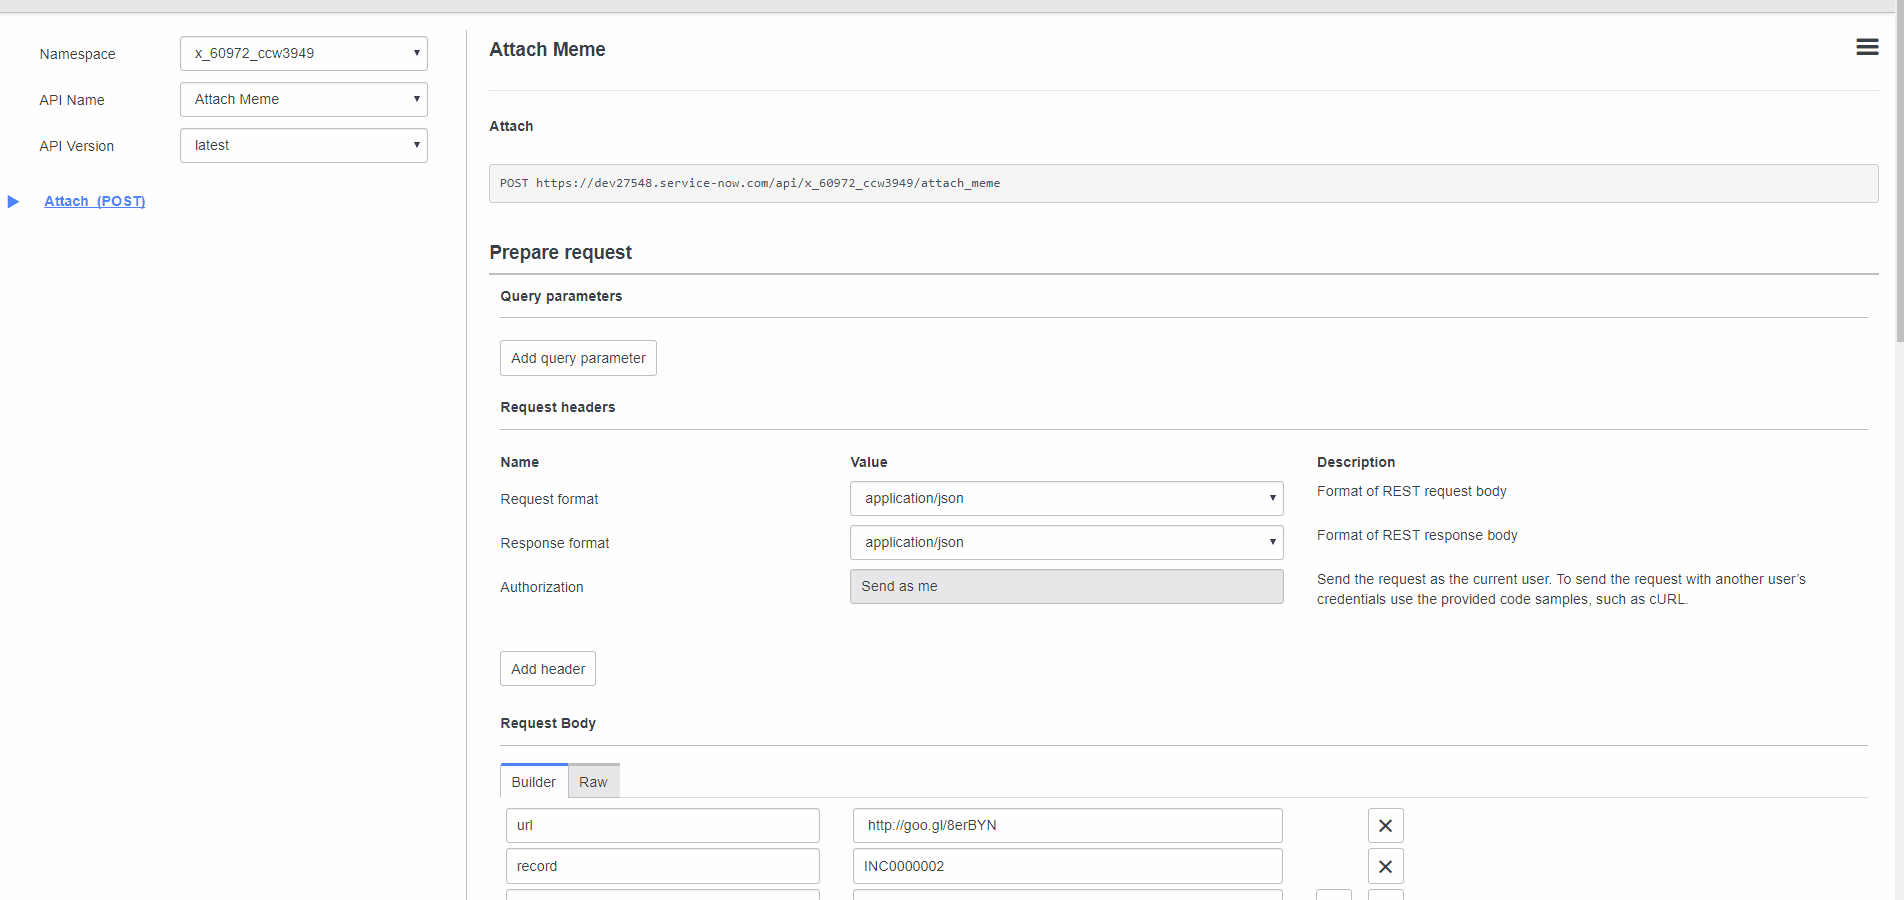 Namespace
x_60972_ccw3949
API Name
Attach Meme
API Version
latest
Attach (POST)
Attach Meme
Attach
POST https://dev27548.service-now.com/api/x_60972_ccw3949/attach_meme
Prepare request
Query parameters
Add query parameter
Request headers
Name Value Description
Request format application/json Format of REST request body
Response format application/json Format of REST response body
Authorization Send as me Send the request as the current user. To send the request with another user's
credentials use the provided code samples, such as cURL.
Add header
Request Body
Builder Raw
url http://goo.gl/8erBYN
record INC0000002